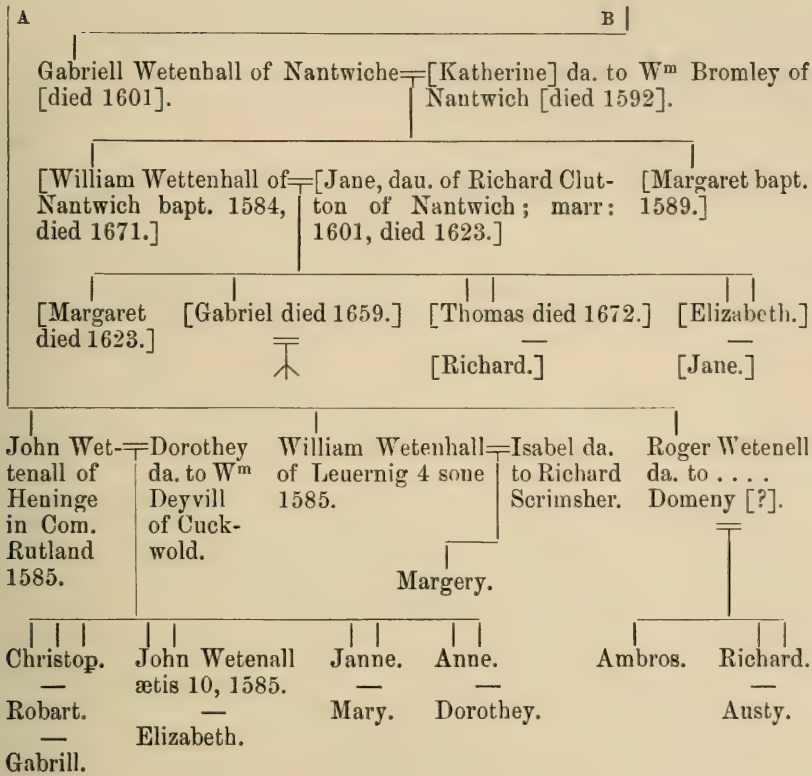 A B
Gabriell Wetenhall of Nantwiche [Katherine] da. to Wᵐ Bromley of
[died 1601]. Nantwich [died 1592].
[William Wettenhall of [Jane, dau. of Richard Clut- [Margaret bapt.
Nantwich bapt. 1584, ton of Nantwich; marr: 1589.]
died 1671.] 1601, died 1623.]
[Margaret [Gabriel died 1659.] [Thomas died 1672.] [Elizabeth.]
died 1623.]
[Richard.] [Jane.]
John Wet- Dorothey William Wetenhall Isabel da. Roger Wetenell
tenall of da. to Wᵐ of Leuernig 4 sone to Richard da. to . . . .
Heninge Deyvill 1585. Scrimsher. Domeny [?].
in Com. of Cuck-
Rutland wold.
1585.
Margery.
Christop. John Wetenall Janne. Anne. Ambros. Richard.
ætis 10, 1585.
Robart. Mary. Dorothey. Austy.
Elizabeth.
Gabrill.